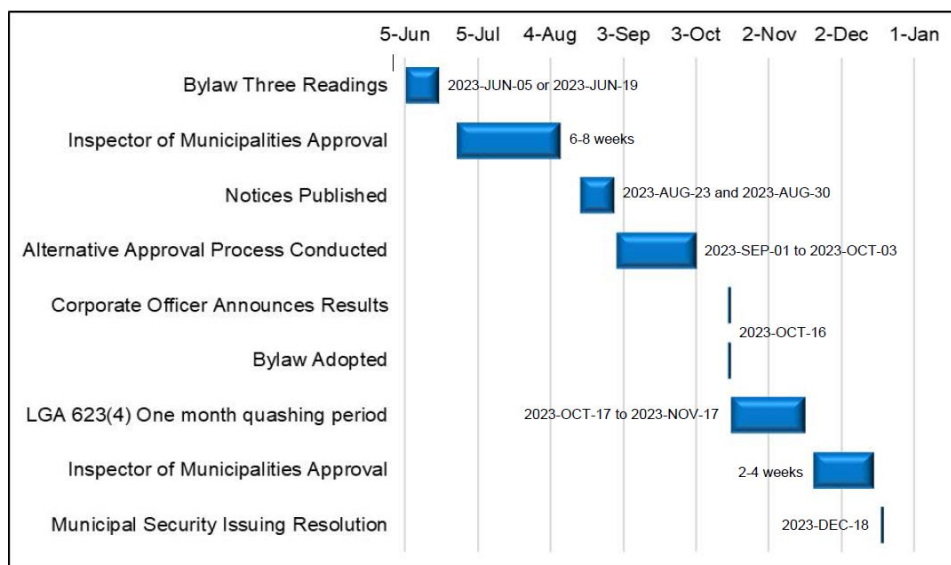 5-Jun 5-Jul 4-Aug 3-Sep 3-Oct 2-Nov 2-Dec 1-Jan
Bylaw Three Readings 2023-JUN-05 or 2023-JUN-19
Inspector of Municipalities Approval 6-8 weeks
Notices Published 2023-AUG-23 and 2023-AUG-30
Alternative Approval Process Conducted 2023-SEP-01 to 2023-OCT-03
Corporate Officer Announces Results
2023-OCT-16
Bylaw Adopted
LGA 623(4) One month quashing period 2023-OCT-17 to 2023-NOV-17
Inspector of Municipalities Approval 2-4 weeks
Municipal Security Issuing Resolution 2023-DEC-18